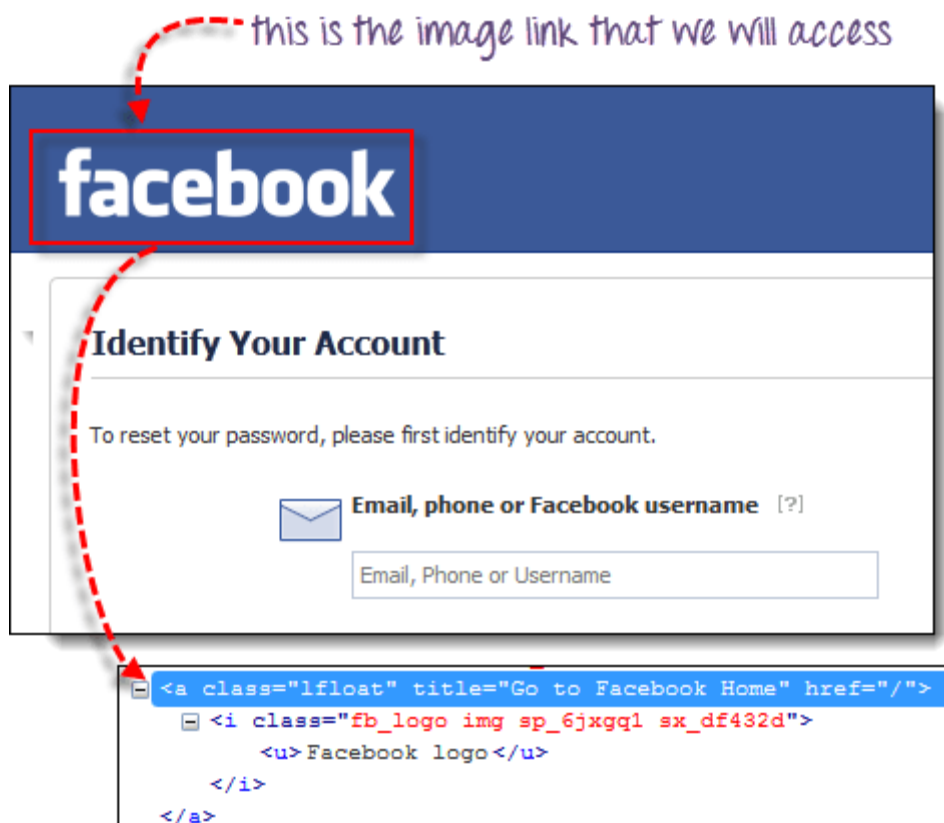 this is the image link that we will access
facebook
Identify Your Account
To reset your password, please first identify your account.
Email, phone or Facebook username [?]
Email, Phone or Username
<a class="lfloat" title="Go to Facebook Home" href="/">
<i class="fb_logo img sp_6jxgq1 sx_df432d">
<u>Facebook logo</u>
</i>
</a>